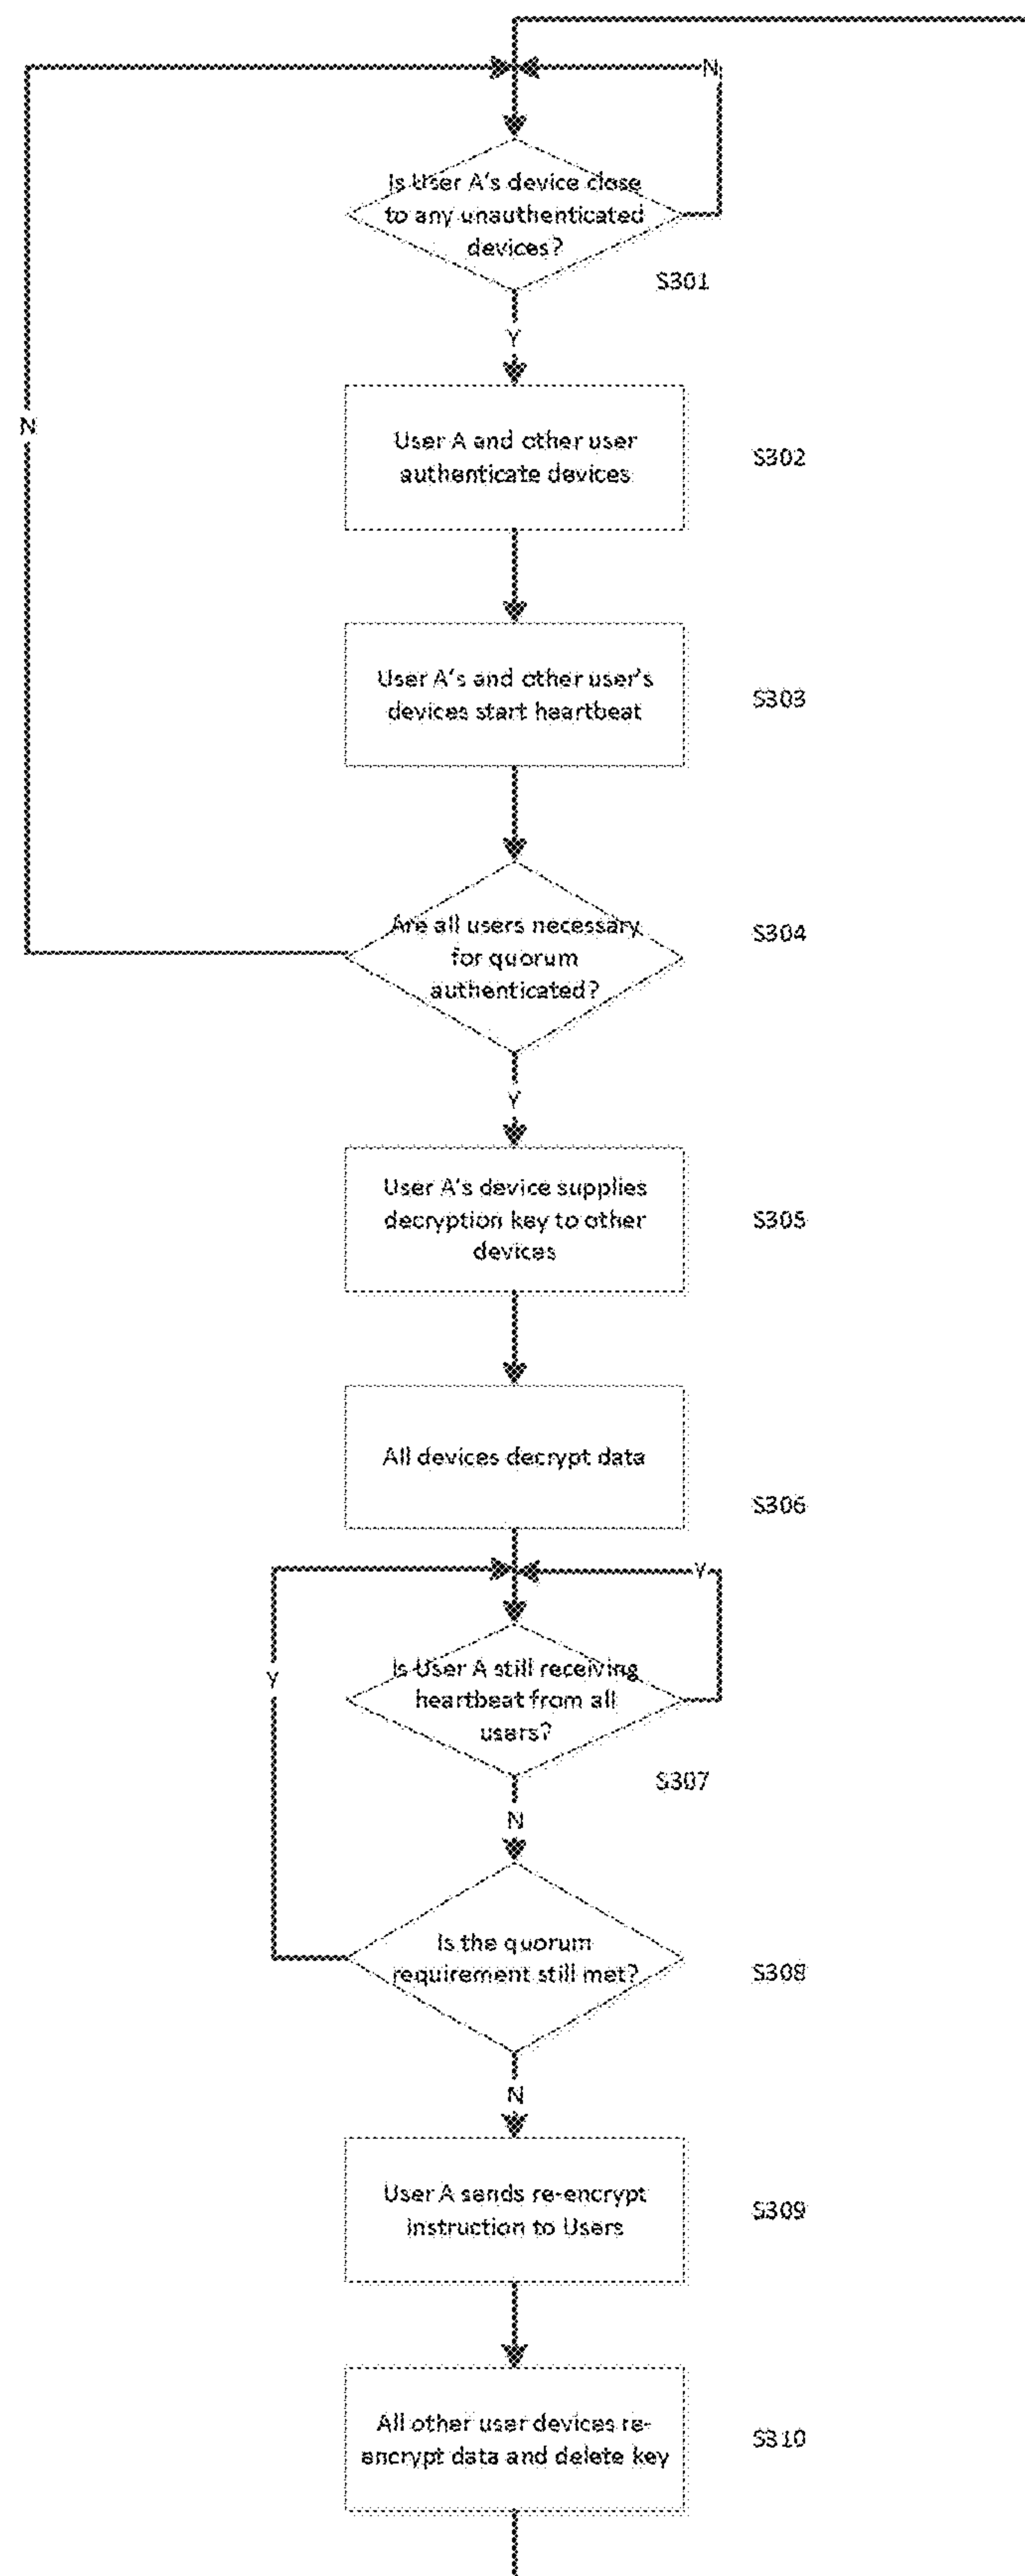 N
Is User A's device close
to any unauthenticated
devices?
S301
Y
N
User A and other user
authenticate devices
S302
User A's and other user's
devices start heartbeat
S303
Are all users necessary
for quorum
authenticated?
S304
Y
User A's device supplies
decryption key to other
devices
S305
All devices decrypt data
S306
Y
Is User A still receiving
heartbeat from all
users?
Y
S307
N
Is the quorum
requirement still met?
S308
N
User A sends re-encrypt
instruction to Users
S309
All other user devices re-
encrypt data and delete key
S310